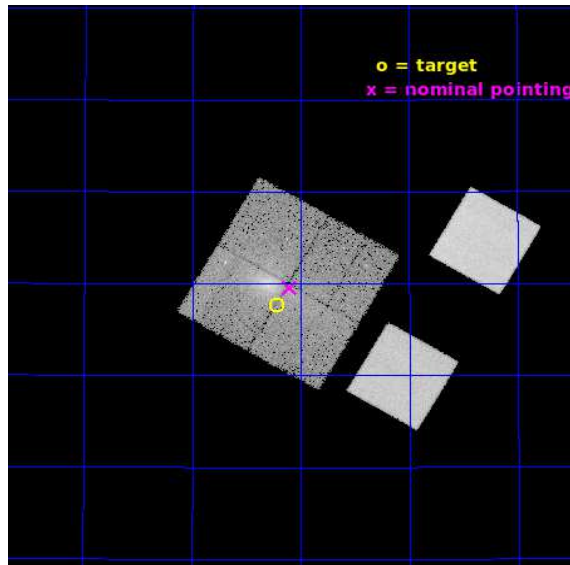 o = target
x = nominal pointing